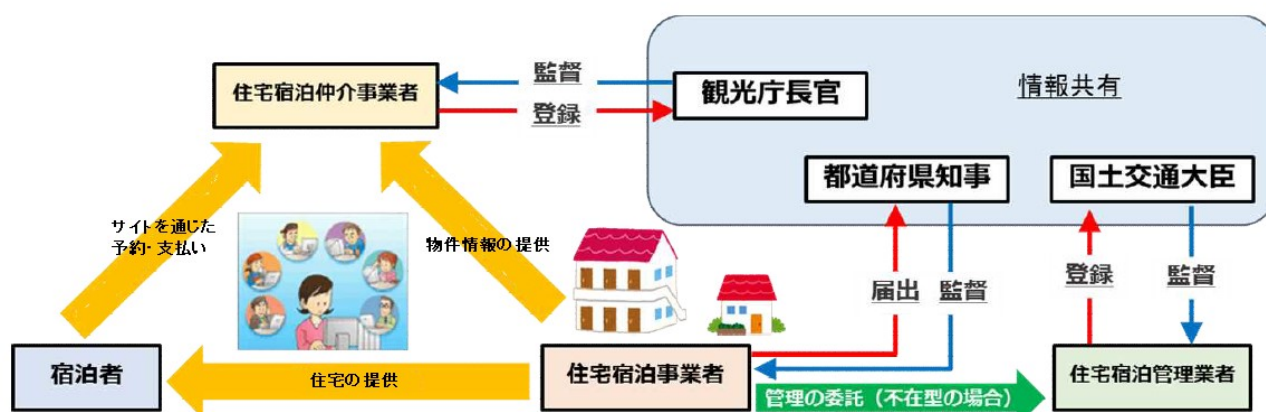 住宅宿泊仲介事業者
監督
登録
観光庁長官
情報共有
都道府県知事
国土交通大臣
サイトを通じた
予約・支払い
物件情報の提供
届出
監督
登録
監督
宿泊者
住宅の提供
住宅宿泊事業者
管理の委託（不在型の場合）
住宅宿泊管理業者